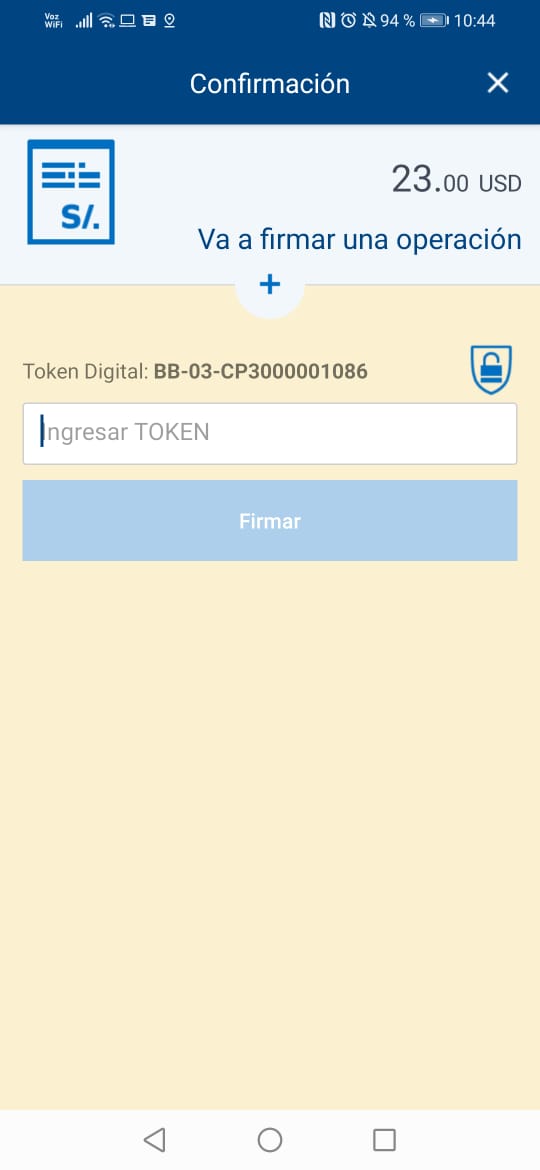 Voz
WiFi
94 %
10:44
Confirmación
S/.
23.00 USD
Va a firmar una operación
+
Token Digital: BB-03-CP3000001086
Ingresar TOKEN
Firmar